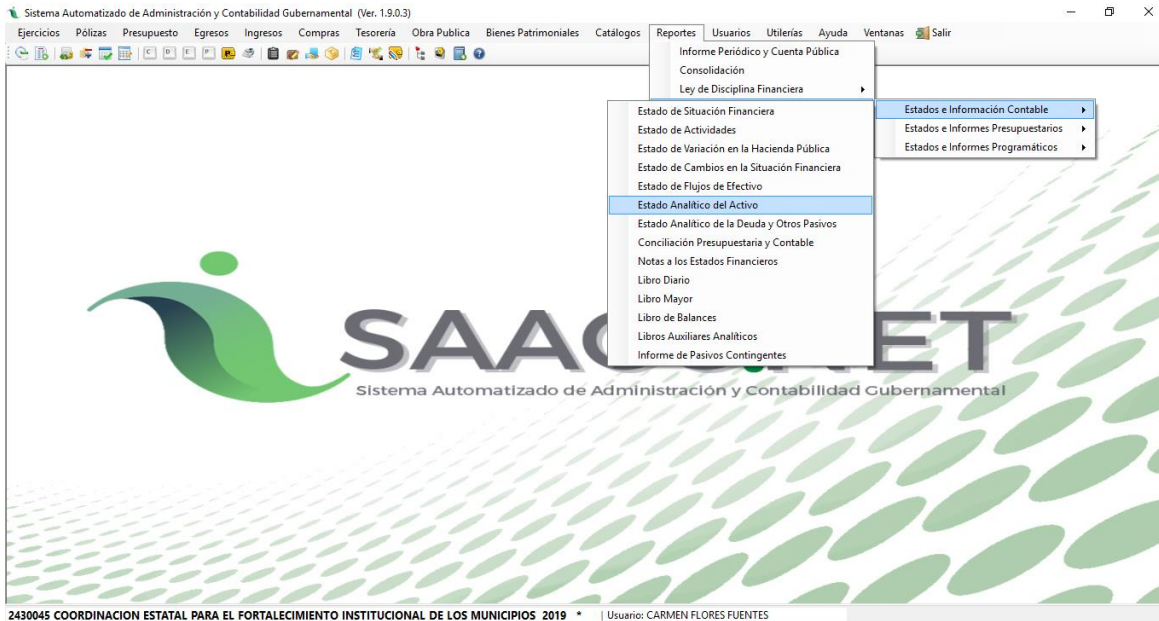 Sistema Automatizado de Administración y Contabilidad Gubernamental (Ver. 1.9.0.3)
Ejercicios Pólizas Presupuesto Egresos Ingresos Compras Tesorería Obra Publica Bienes Patrimoniales Catálogos Reportes Usuarios Utilerías Ayuda Ventanas Salir
Informe Periódico y Cuenta Pública
Consolidación
Ley de Disciplina Financiera
Estados e Información Contable
Estados e Informes Presupuestarios
Estados e Informes Programáticos
Estado de Situación Financiera
Estado de Actividades
Estado de Variación en la Hacienda Pública
Estado de Cambios en la Situación Financiera
Estado de Flujos de Efectivo
Estado Analítico del Activo
Estado Analítico de la Deuda y Otros Pasivos
Conciliación Presupuestaria y Contable
Notas a los Estados Financieros
Libro Diario
Libro Mayor
Libro de Balances
Libros Auxiliares Analíticos
Informe de Pasivos Contingentes
SAA ET
Sistema Automatizado de Administración y Contabilidad Gubernamental
2430045 COORDINACION ESTATAL PARA EL FORTALECIMIENTO INSTITUCIONAL DE LOS MUNICIPIOS 2019 * | Usuario: CARMEN FLORES FUENTES